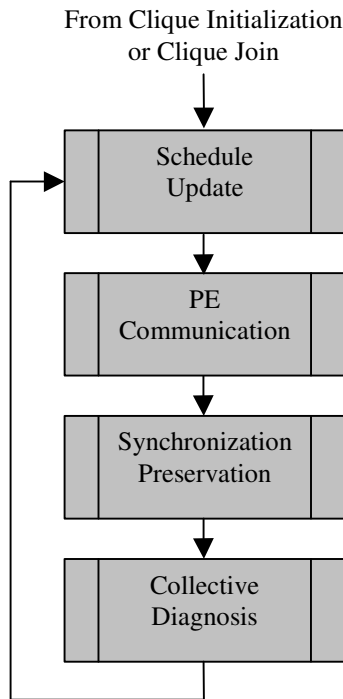 From Clique Initialization
or Clique Join
Schedule
Update
PE
Communication
Synchronization
Preservation
Collective
Diagnosis